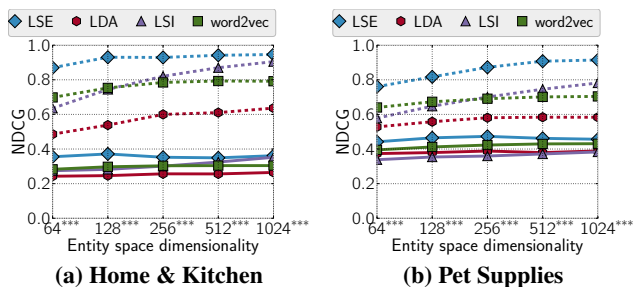 LSE LDA LSI word2vec
1.0
0.8
0.6
0.4
0.2
0.0
NDCG
64*** 128** 256*** 512*** 1024***
Entity space dimensionality
(a) Home & Kitchen
LSE LDA LSI word2vec
1.0
0.8
0.6
0.4
0.2
0.0
NDCG
64*** 128** 256** 512*** 1024***
Entity space dimensionality
(b) Pet Supplies